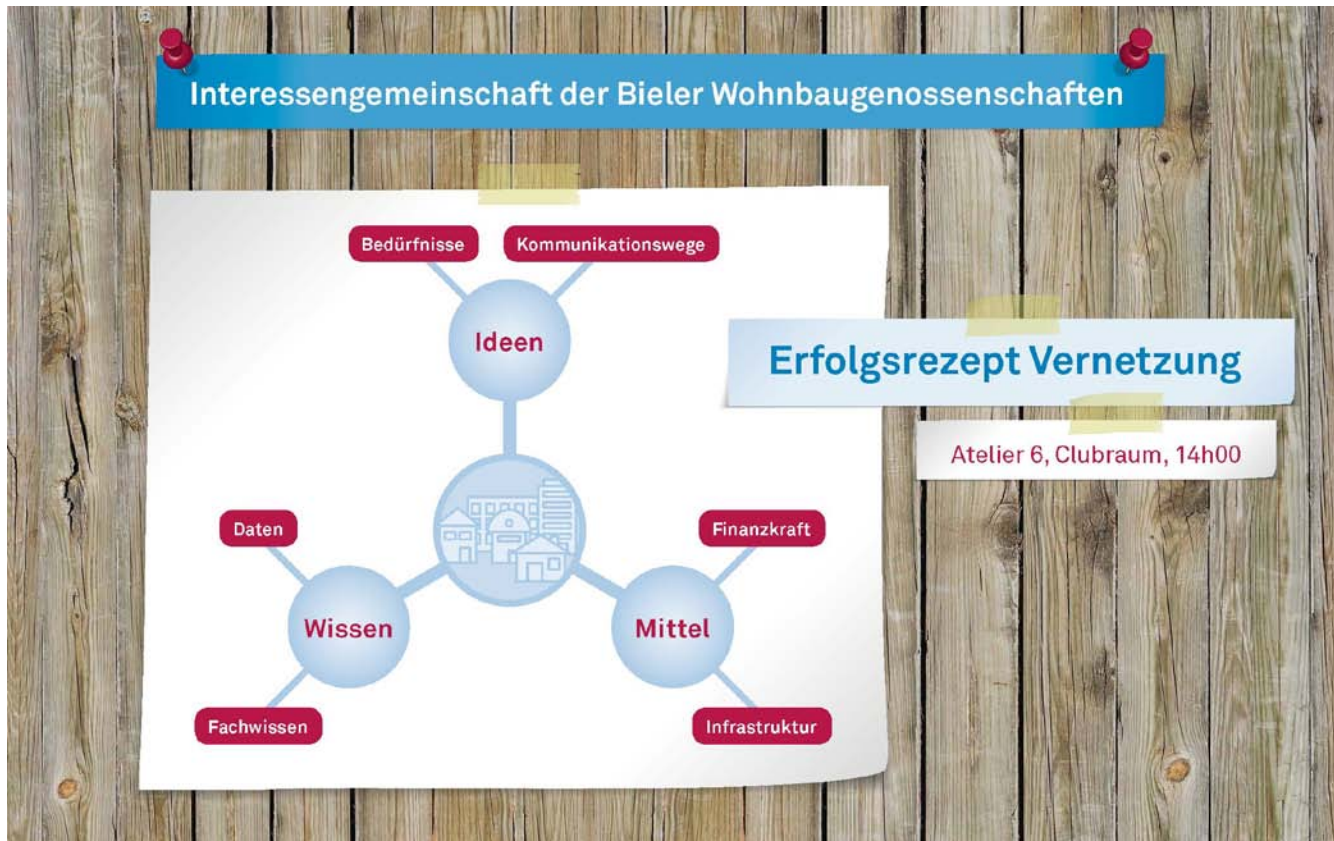 Interessengemeinschaft der Bieler Wohnbaugenossenschaften
Bedürfnisse
Kommunikationswege
Ideen
Erfolgsrezept Vernetzung
Atelier 6, Clubraum, 14h00
Daten
Finanzkraft
Wissen
Mittel
Fachwissen
Infrastruktur